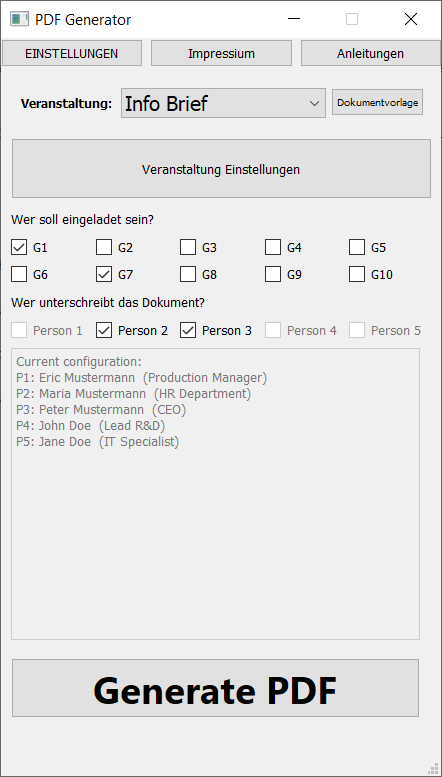 PDF Generator
EINSTELLUNGEN Impressum Anleitungen
Veranstaltung: Info Brief Dokumentvorlage
Veranstaltung Einstellungen
Wer soll eingeladet sein?
G1 G2 G3 G4 G5
G6 G7 G8 G9 G10
Wer unterschreibt das Dokument?
Person 1 Person 2 Person 3 Person 4 Person 5
Current configuration:
P1: Eric Mustermann (Production Manager)
P2: Maria Mustermann (HR Department)
P3: Peter Mustermann (CEO)
P4: John Doe (Lead R&D)
P5: Jane Doe (IT Specialist)
Generate PDF